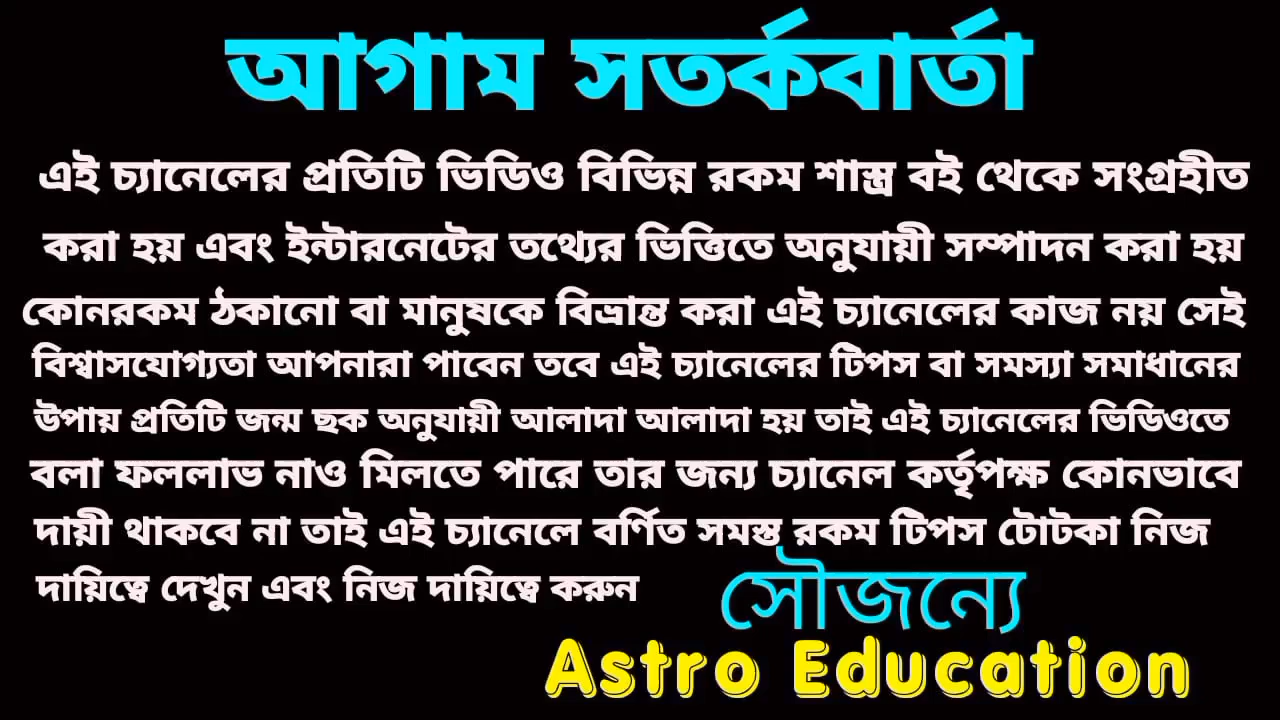 আগাম সতর্কবার্তা
এই চ্যানেলের প্রতিটি ভিডিও বিভিন্ন রকম শাস্ত্র বই থেকে সংগ্রহীত
করা হয় এবং ইন্টারনেটের তথ্যের ভিত্তিতে অনুযায়ী সম্পাদন করা হয়
কোনরকম ঠকানো বা মানুষকে বিভ্রান্ত করা এই চ্যানেলের কাজ নয় সেই
বিশ্বাসযোগ্যতা আপনারা পাবেন তবে এই চ্যানেলের টিপস বা সমস্যা সমাধানের
উপায় প্রতিটি জন্ম ছক অনুযায়ী আলাদা আলাদা হয় তাই এই চ্যানেলের ভিডিওতে
বলা ফললাভ নাও মিলতে পারে তার জন্য চ্যানেল কর্তৃপক্ষ কোনভাবে
দায়ী থাকবে না তাই এই চ্যানেলে বর্ণিত সমস্ত রকম টিপস টোটকা নিজ
দায়িত্বে দেখুন এবং নিজ দায়িত্বে করুন
সৌজন্যে
Astro Education